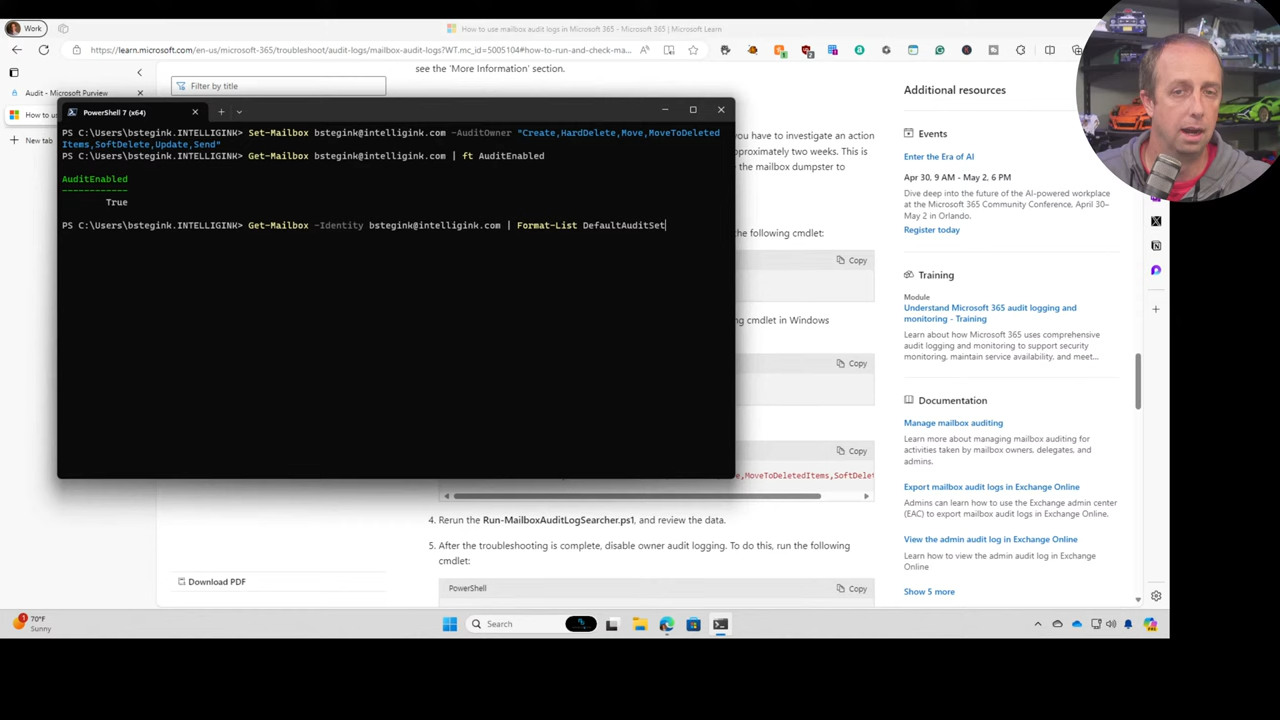 Work
How to use mailbox audit logs in Microsoft 365 - Microsoft 365 | Microsoft Learn
https://learn.microsoft.com/en-us/microsoft-365/troubleshoot/audit-logs/mailbox-audit-logs?WT.mc_id=5005104#how-to-run-and-check-ma...
see the 'More Information' section.
Filter by title
Audit - Microsoft Purview
How to us
New tab
PowerShell 7 (x64)
PS C:\Users\bstegink.INTELLIGINK> Set-Mailbox bstegink@intelligink.com -AuditOwner "Create,HardDelete,Move,MoveToDeleted
Items,SoftDelete,Update,Send"
PS C:\Users\bstegink.INTELLIGINK> Get-Mailbox bstegink@intelligink.com | ft AuditEnabled
AuditEnabled
------------
True
PS C:\Users\bstegink.INTELLIGINK> Get-Mailbox -Identity bstegink@intelligink.com | Format-List DefaultAuditSet
you have to investigate an action
proximately two weeks. This is
the mailbox dumpster to
the following cmdlet:
Copy
ng cmdlet in Windows
Copy
Copy
,MoveToDeletedItems,SoftDelet
4. Rerun the Run-MailboxAuditLogSearcher.ps1, and review the data.
5. After the troubleshooting is complete, disable owner audit logging. To do this, run the following
cmdlet:
PowerShell
Copy
Download PDF
Additional resources
Events
Enter the Era of AI
Apr 30, 9 AM - May 2, 6 PM
Dive deep into the future of the AI-powered workplace
at the Microsoft 365 Community Conference, April 30–
May 2 in Orlando.
Register today
Training
Module
Understand Microsoft 365 audit logging and
monitoring - Training
Learn about how Microsoft 365 uses comprehensive
audit logging and monitoring to support security
monitoring, maintain service availability, and meet...
Documentation
Manage mailbox auditing
Learn more about managing mailbox auditing for
activities taken by mailbox owners, delegates, and
admins.
Export mailbox audit logs in Exchange Online
Admins can learn how to use the Exchange admin center
(EAC) to export mailbox audit logs in Exchange Online.
View the admin audit log in Exchange Online
Learn how to view the admin audit log in Exchange
Online
Show 5 more
70°F
Sunny
Search